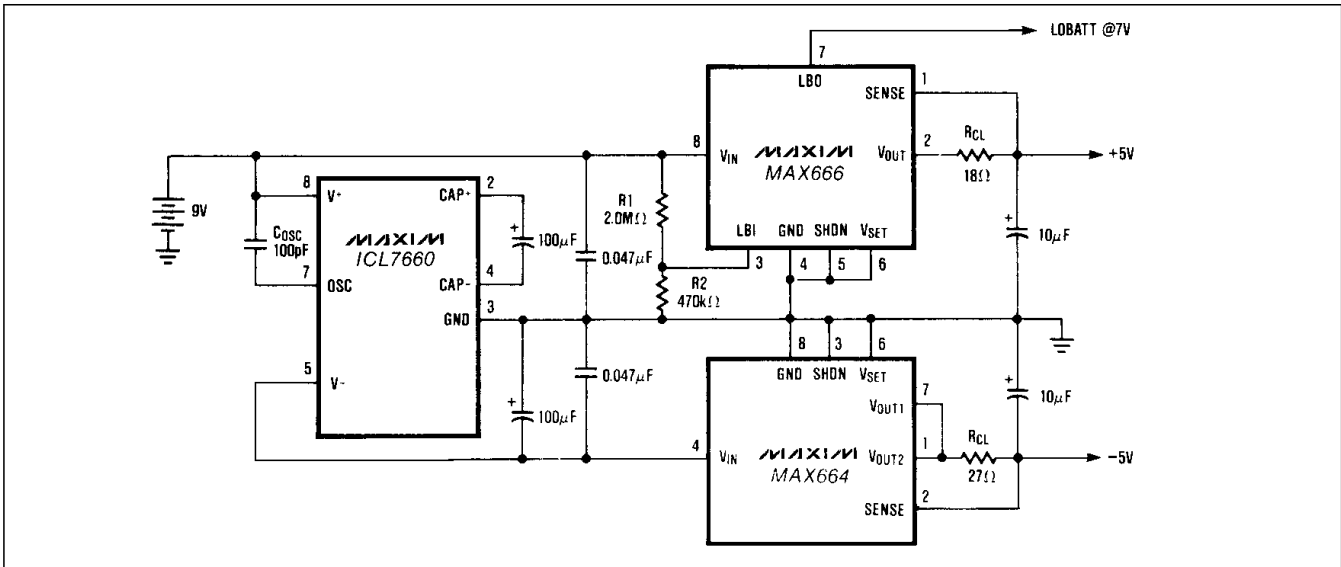 LOBATT @7V
7
LBO
SENSE
1
8
VIN
MAXIM
MAX666
VOUT
2
RCL
18Ω
+5V
R1
2.0MΩ
LBI
GND
SHDN
VSET
3
4
5
6
10μF
9V
8
V+
CAP+
2
COSC
100pF
MAXIM
ICL7660
100μF
7
OSC
CAP-
4
GND
3
0.047μF
R2
470kΩ
5
V-
100μF
0.047μF
8
3
6
GND
SHDN
VSET
7
VOUT1
10μF
4
VIN
MAXIM
MAX664
1
VOUT2
RCL
27Ω
-5V
SENSE
2